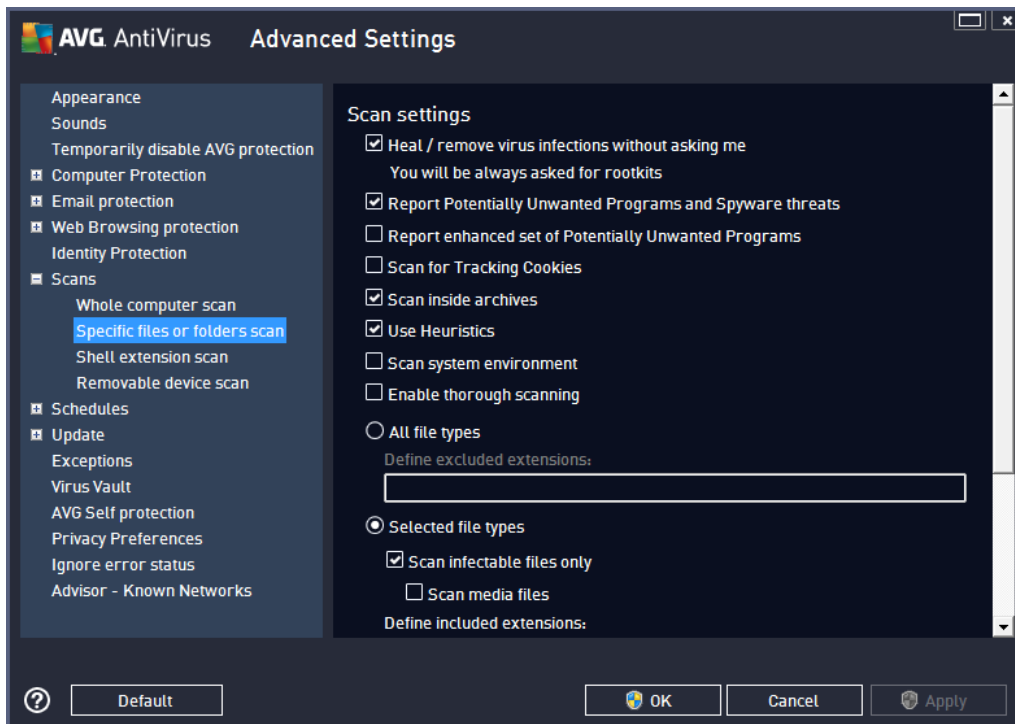 AVG AntiVirus Advanced Settings
Appearance
Sounds
Temporarily disable AVG protection
Computer Protection
Email protection
Web Browsing protection
Identity Protection
Scans
Whole computer scan
Specific files or folders scan
Shell extension scan
Removable device scan
Schedules
Update
Exceptions
Virus Vault
AVG Self protection
Privacy Preferences
Ignore error status
Advisor - Known Networks
Scan settings
Heal / remove virus infections without asking me
You will be always asked for rootkits
Report Potentially Unwanted Programs and Spyware threats
Report enhanced set of Potentially Unwanted Programs
Scan for Tracking Cookies
Scan inside archives
Use Heuristics
Scan system environment
Enable thorough scanning
All file types
Define excluded extensions:
Selected file types
Scan infectable files only
Scan media files
Define included extensions:
? Default OK Cancel Apply